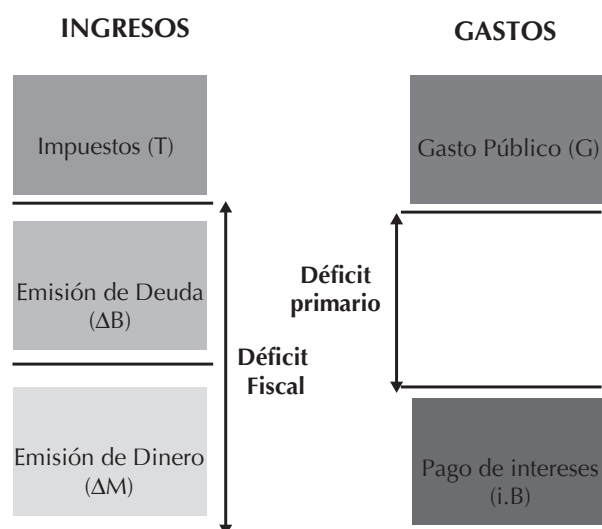 INGRESOS
GASTOS
Impuestos (T)
Gasto Público (G)
Emisión de Deuda
(ΔB)
Déficit
primario
Déficit
Fiscal
Emisión de Dinero
(ΔM)
Pago de intereses
(i.B)